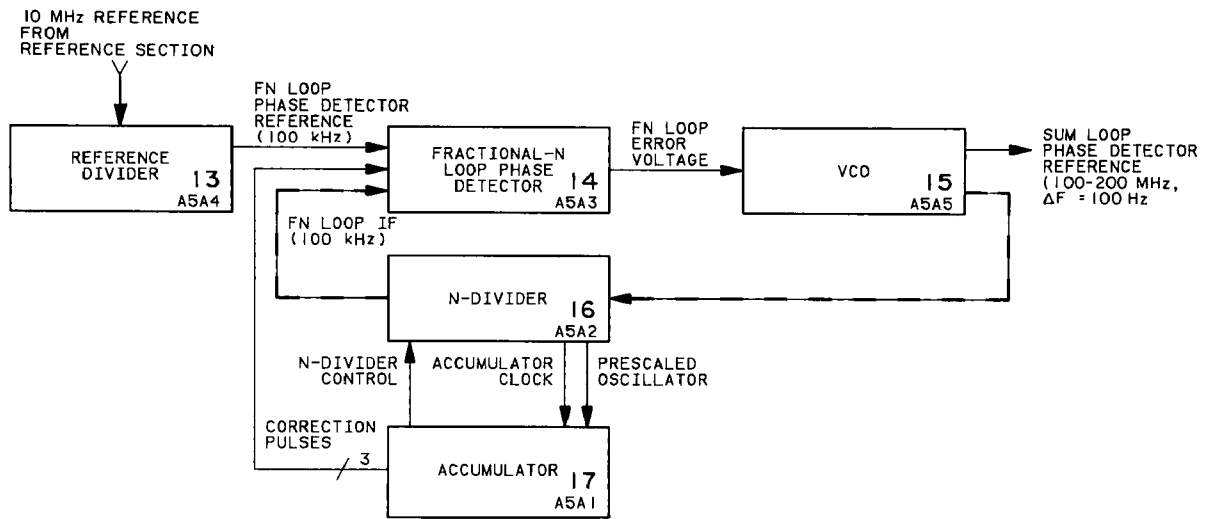 10 MHz REFERENCE
FROM
REFERENCE SECTION
REFERENCE
DIVIDER
13
A5A4
FN LOOP
PHASE DETECTOR
REFERENCE
(100 kHz)
FRACTIONAL-N
LOOP PHASE
DETECTOR
14
A5A3
FN LOOP
ERROR
VOLTAGE
VCO
15
A5A5
SUM LOOP
PHASE DETECTOR
REFERENCE
(100-200 MHz,
ΔF = 100 Hz
FN LOOP IF
(100 kHz)
N-DIVIDER
16
A5A2
N-DIVIDER
CONTROL
ACCUMULATOR
CLOCK
PRESCALED
OSCILLATOR
CORRECTION
PULSES
3
ACCUMULATOR
17
A5A1